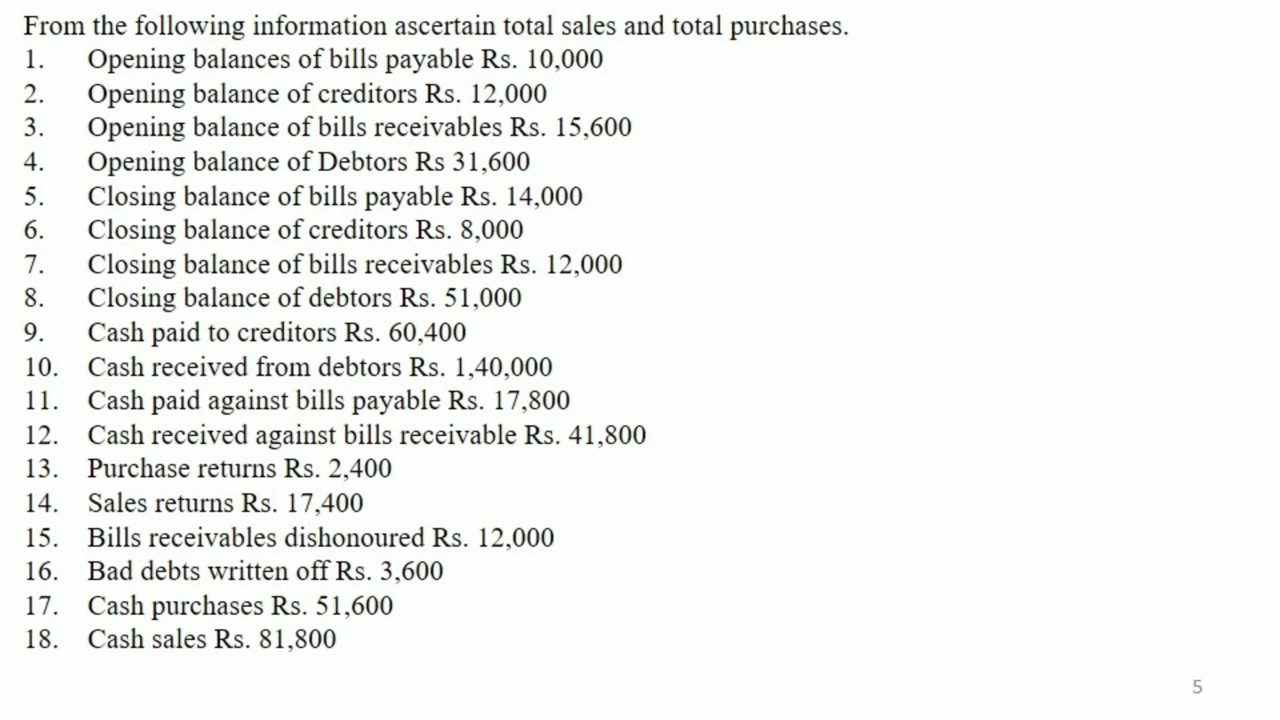 From the following information ascertain total sales and total purchases.
1. Opening balances of bills payable Rs. 10,000
2. Opening balance of creditors Rs. 12,000
3. Opening balance of bills receivables Rs. 15,600
4. Opening balance of Debtors Rs 31,600
5. Closing balance of bills payable Rs. 14,000
6. Closing balance of creditors Rs. 8,000
7. Closing balance of bills receivables Rs. 12,000
8. Closing balance of debtors Rs. 51,000
9. Cash paid to creditors Rs. 60,400
10. Cash received from debtors Rs. 1,40,000
11. Cash paid against bills payable Rs. 17,800
12. Cash received against bills receivable Rs. 41,800
13. Purchase returns Rs. 2,400
14. Sales returns Rs. 17,400
15. Bills receivables dishonoured Rs. 12,000
16. Bad debts written off Rs. 3,600
17. Cash purchases Rs. 51,600
18. Cash sales Rs. 81,800
5